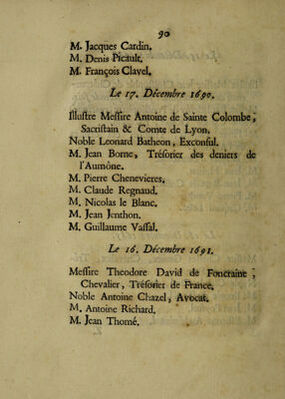 90
M. Jacques Cardin.
M. Denis Picault.
M. François Clavel.
Le 17. Décembre 1690.
Illuſtre Meſſire Antoine de Sainte Colombe,
Sacriſtain & Comte de Lyon.
Noble Leonard Batheon, Exconſul.
M. Jean Borne, Tréſorier des deniers de
l'Aumône.
M. Pierre Chenevieres.
M. Claude Regnaud.
M. Nicolas le Blanc.
M. Jean Jenthon.
M. Guillaume Vaſſal.
Le 16. Décembre 1691.
Meſſire Theodore David de Fontraine ;
Chevalier, Tréſorier de France.
Noble Antoine Chazel, Avocat.
M. Antoine Richard.
M. Jean Thomé.